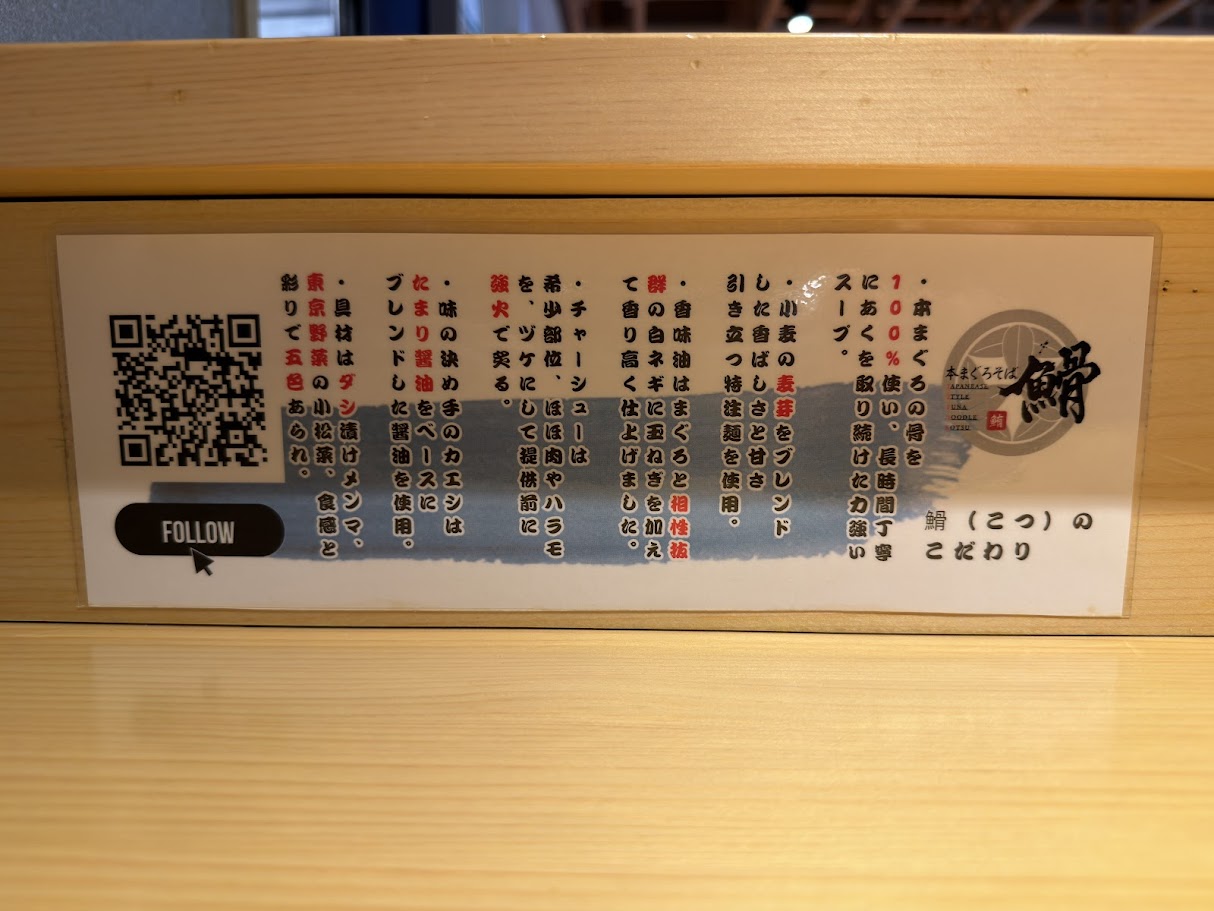 本まぐろそば
鰭
JAPANEASE
STYLE
TUNA
NOODLE
KOTSU
鮪
鰭（こつ）の
こだわり
・本まぐろの骨を
100%使い、長時間丁寧
にあくを取り続けた力強い
スープ。
・小麦の麦芽をブレンド
した香ばしさと甘さ
引き立つ特注麺を使用。
・香味油はまぐろと相性抜
群の白ネギに玉ねぎを加え
て香り高く仕上げました。
・チャーシューは
希少部位、ほほ肉やハラモ
を、ヅケにして提供前に
強火で炙る。
・味の決め手のカエシは
たまり醤油をベースに
ブレンドした醤油を使用。
・具材はダシ漬けメンマ、
東京野菜の小松菜、食感と
彩りで五色あられ。
FOLLOW